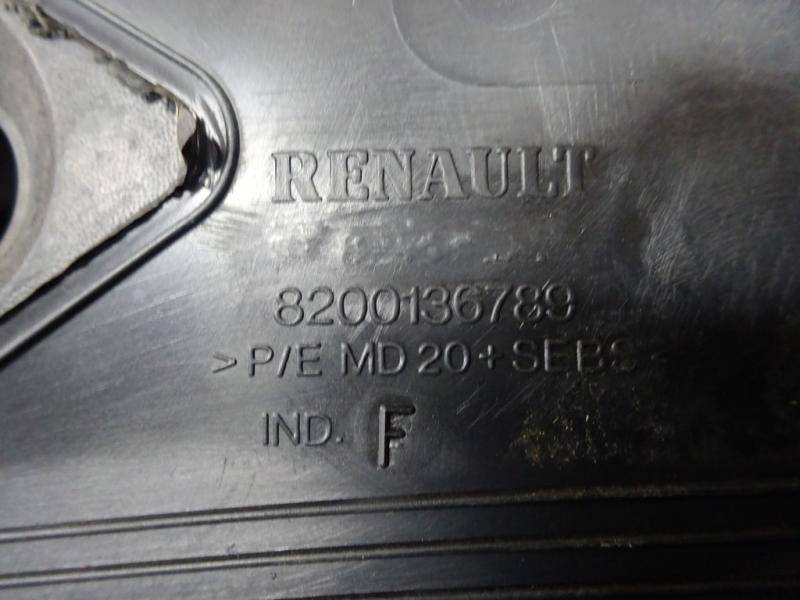 RENAULT
8200136789
>P/E MD 20+SEBS<
IND. F